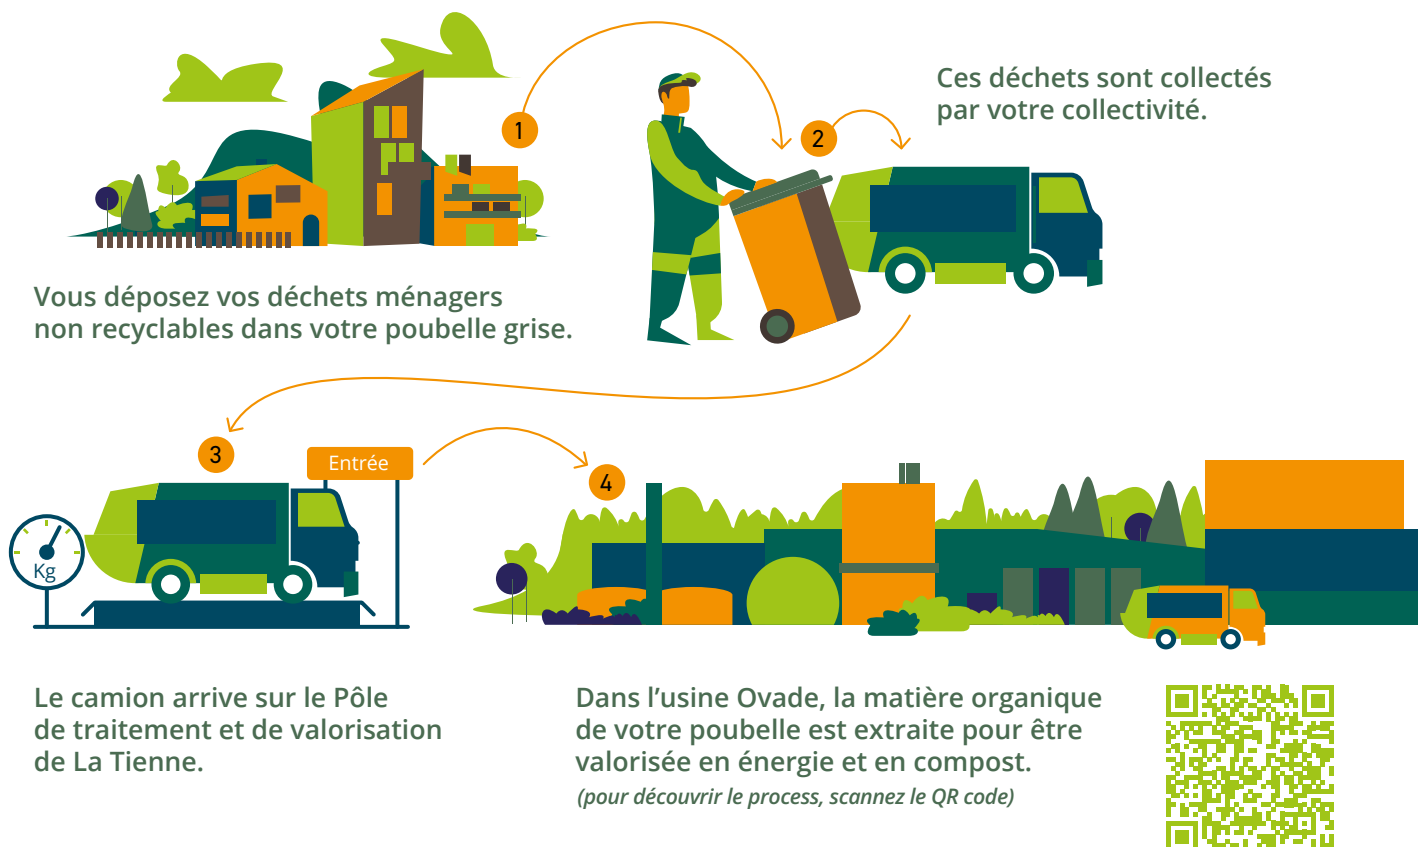 1
2
Ces déchets sont collectés
par votre collectivité.
Vous déposez vos déchets ménagers
non recyclables dans votre poubelle grise.
3
Entrée
4
Kg
Le camion arrive sur le Pôle
de traitement et de valorisation
de La Tienne.
Dans l’usine Ovade, la matière organique
de votre poubelle est extraite pour être
valorisée en énergie et en compost.
(pour découvrir le process, scannez le QR code)